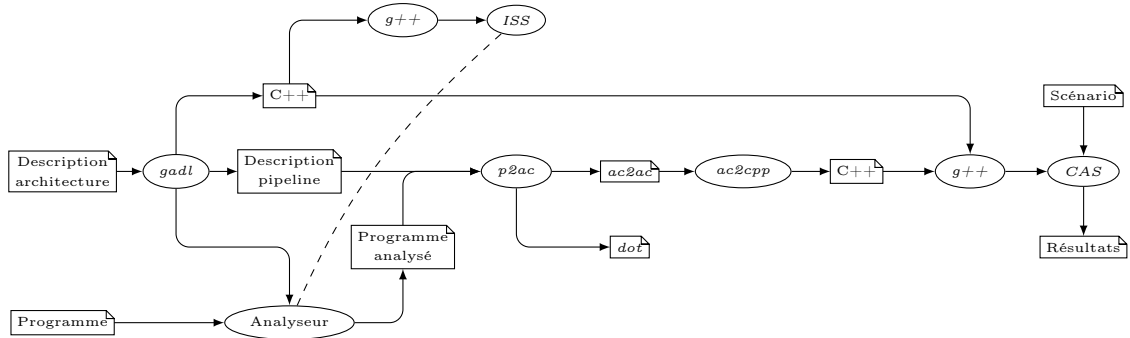 g++
ISS
C++
Scénario
Description
architecture
gadl
Description
pipeline
p2ac
ac2ac
ac2cpp
C++
g++
CAS
Programme
analysé
dot
Résultats
Programme
Analyseur